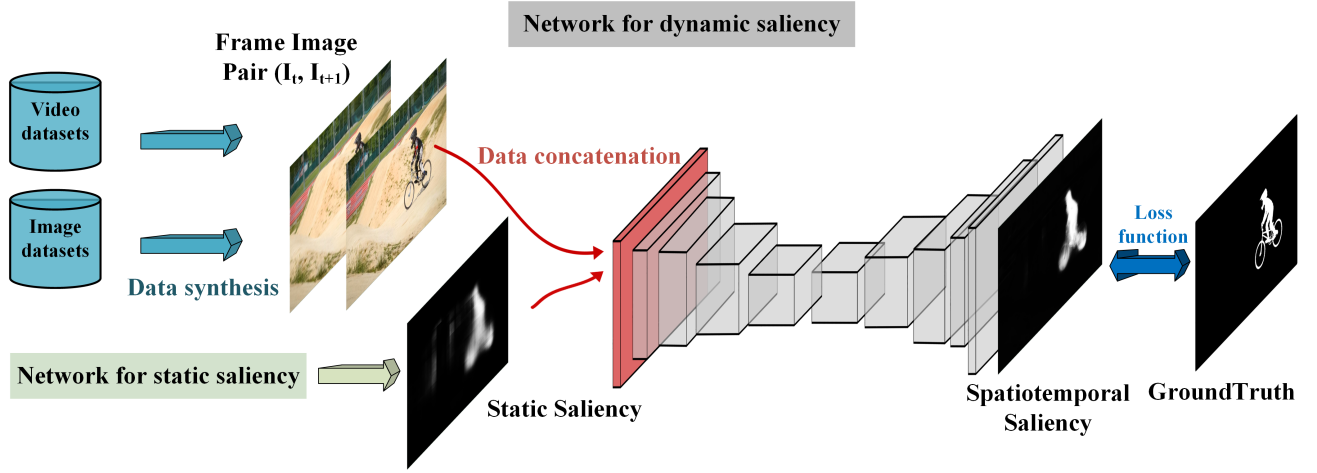 Network for dynamic saliency
Frame Image
Pair (Iₜ, Iₜ₊₁)
Video
datasets
Data concatenation
Image
datasets
Loss
function
Data synthesis
Network for static saliency
Static Saliency
Spatiotemporal
Saliency
GroundTruth